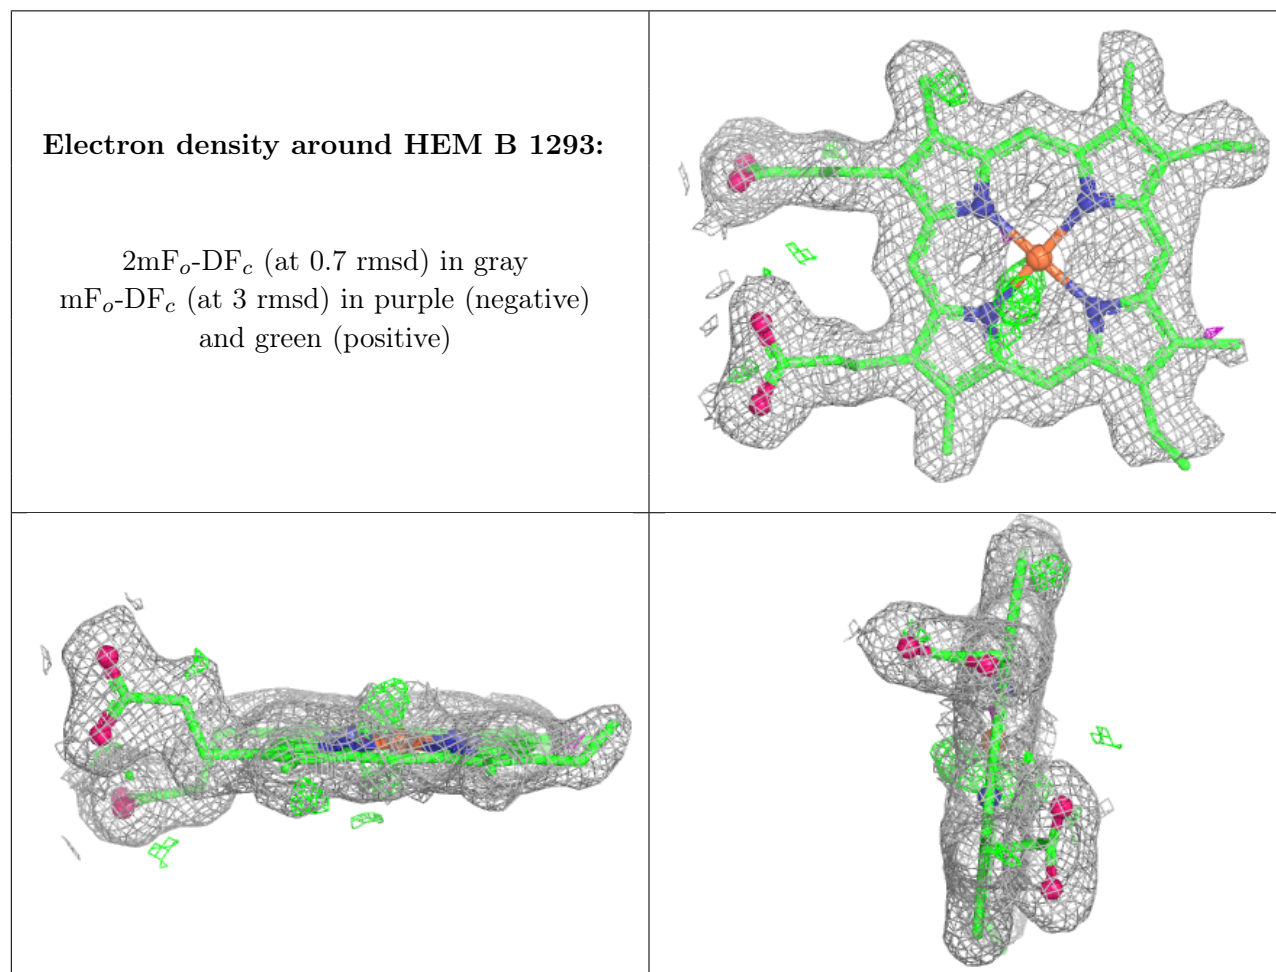 Electron density around HEM B 1293:
2mFo-DFc (at 0.7 rmsd) in gray
mFo-DFc (at 3 rmsd) in purple (negative)
and green (positive)